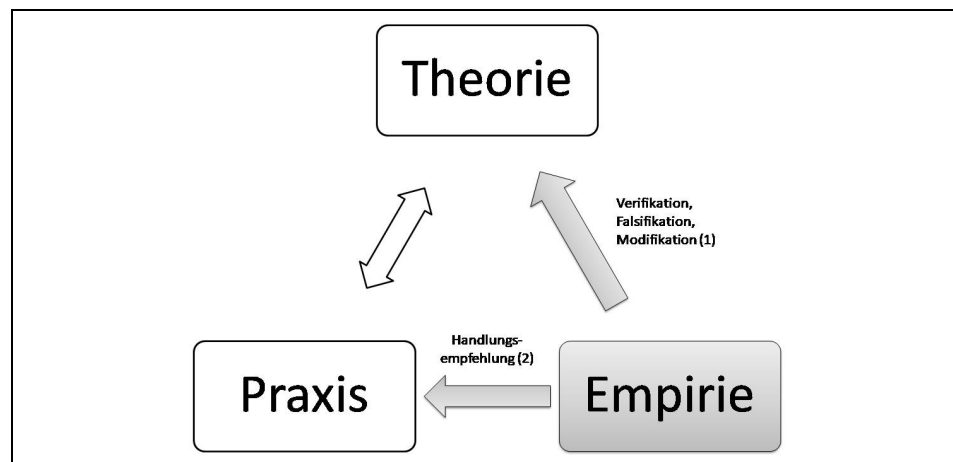 Theorie
Verifikation,
Falsifikation,
Modifikation (1)
Handlungs-
empfehlung (2)
Praxis
Empirie